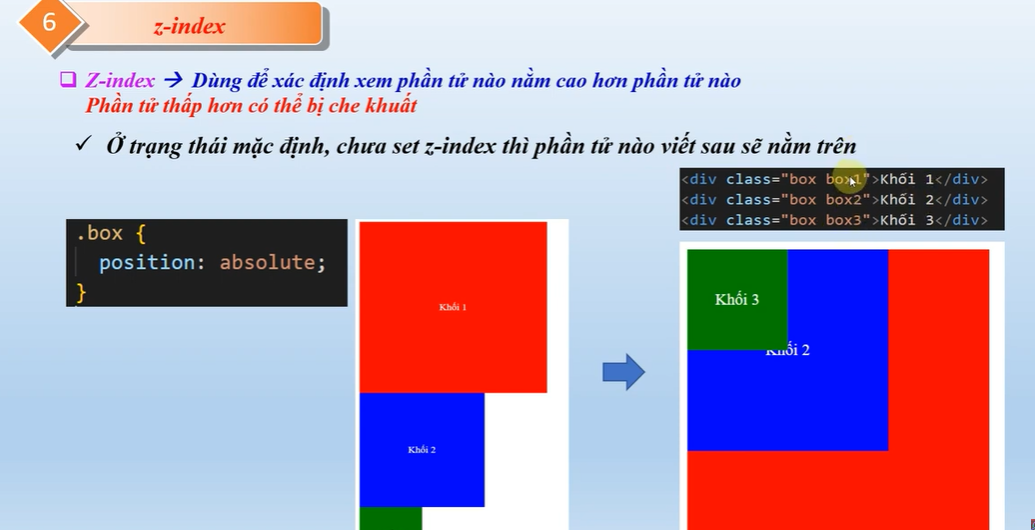 6
z-index
Z-index → Dùng để xác định xem phần tử nào nằm cao hơn phần tử nào
Phần tử thấp hơn có thể bị che khuất
✓ Ở trạng thái mặc định, chưa set z-index thì phần tử nào viết sau sẽ nằm trên
<div class="box box1">Khối 1</div>
<div class="box box2">Khối 2</div>
<div class="box box3">Khối 3</div>
.box {
position: absolute;
}
Khối 1
Khối 2
Khối 3
Khối 2